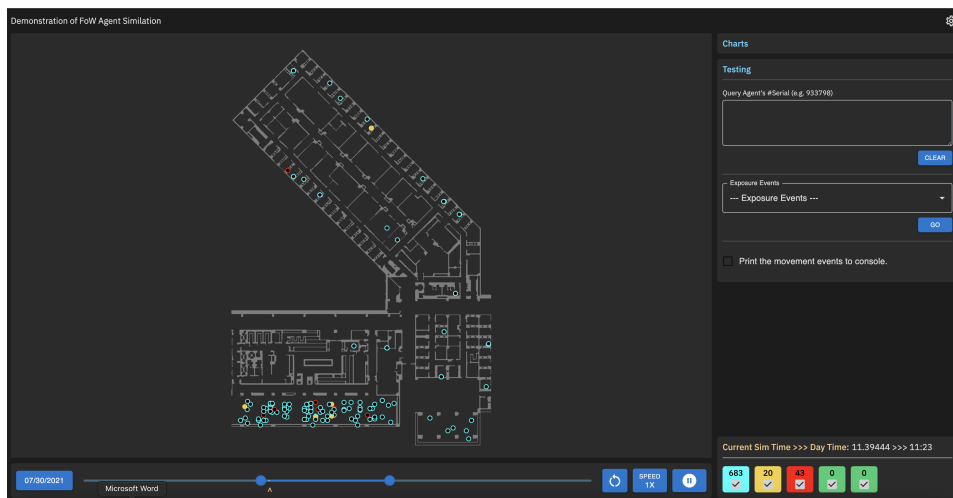 Demonstration of FoW Agent Similation
Charts
Testing
Query Agent's #Serial (e.g. 933798)
CLEAR
Exposure Events
--- Exposure Events ---
GO
Print the movement events to console.
Current Sim Time >>> Day Time: 11.39444 >>> 11:23
683 20 43 0 0
07/30/2021
Microsoft Word
SPEED
1X